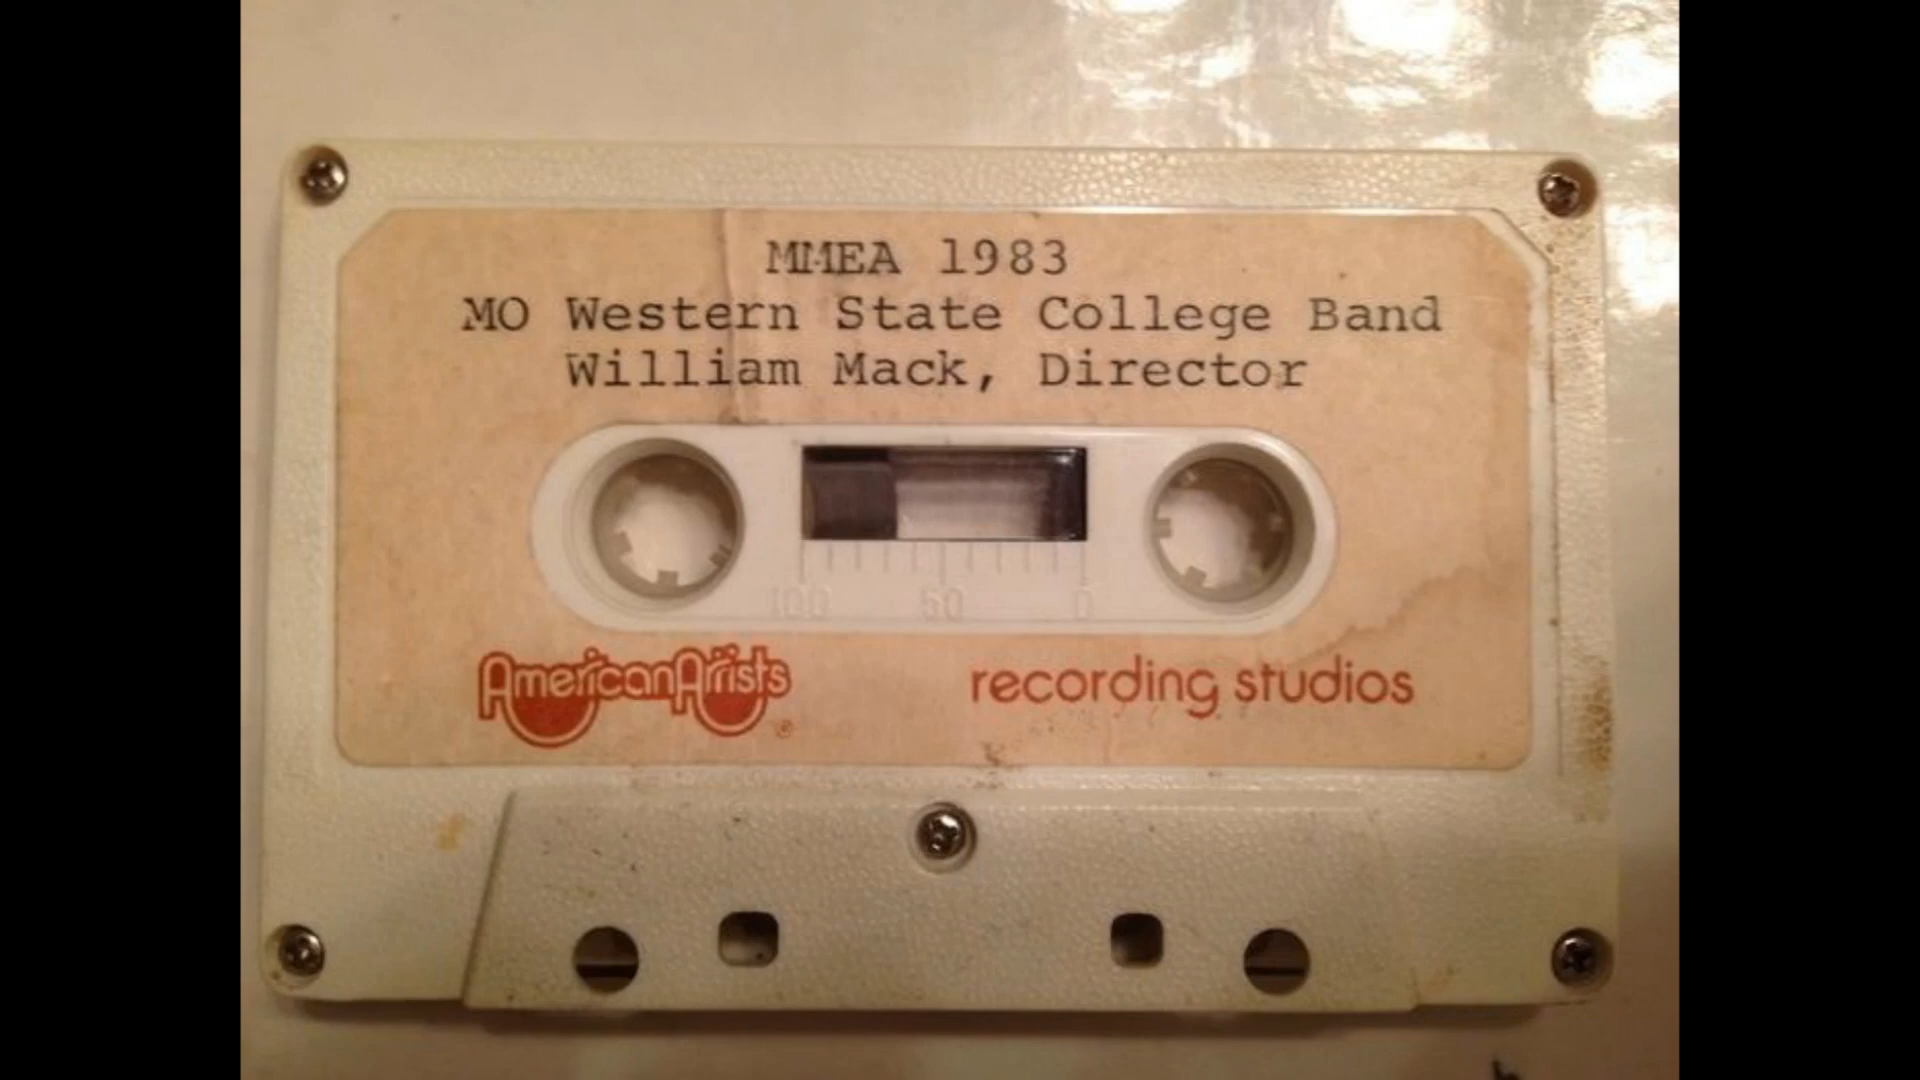 MMEA 1983
MO Western State College Band
William Mack, Director
100 50 0
AmericanArtists ® recording studios